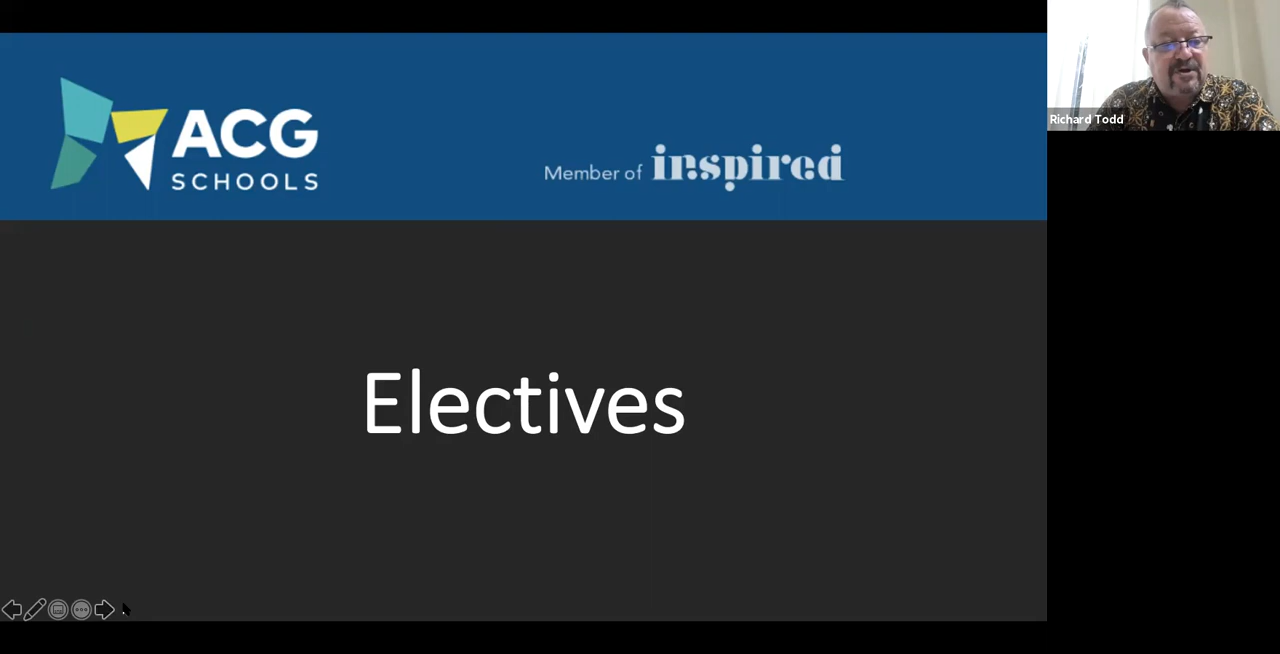 ACG
SCHOOLS
Member of inspired
Richard Todd
Electives